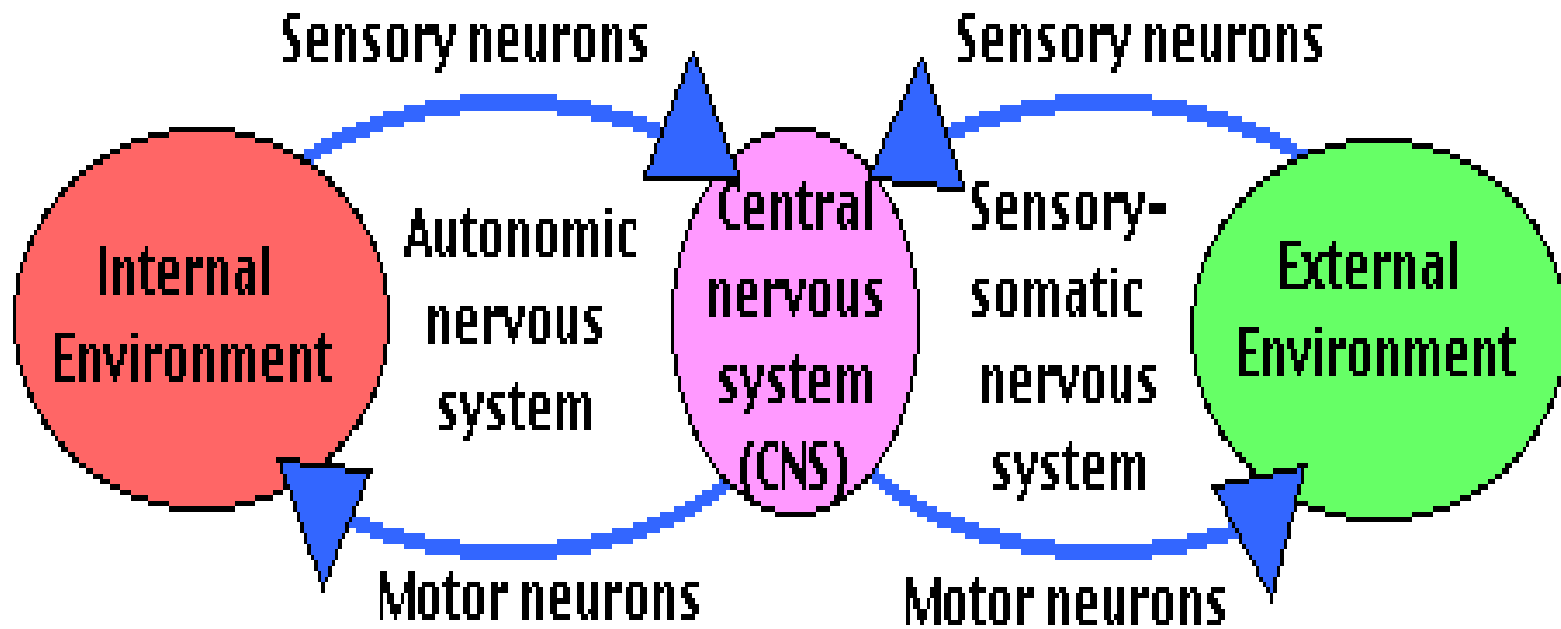 Sensory neurons
Sensory neurons
Internal
Environment
Autonomic
nervous
system
Central
nervous
system
(CNS)
Sensory-
somatic
nervous
system
External
Environment
Motor neurons
Motor neurons